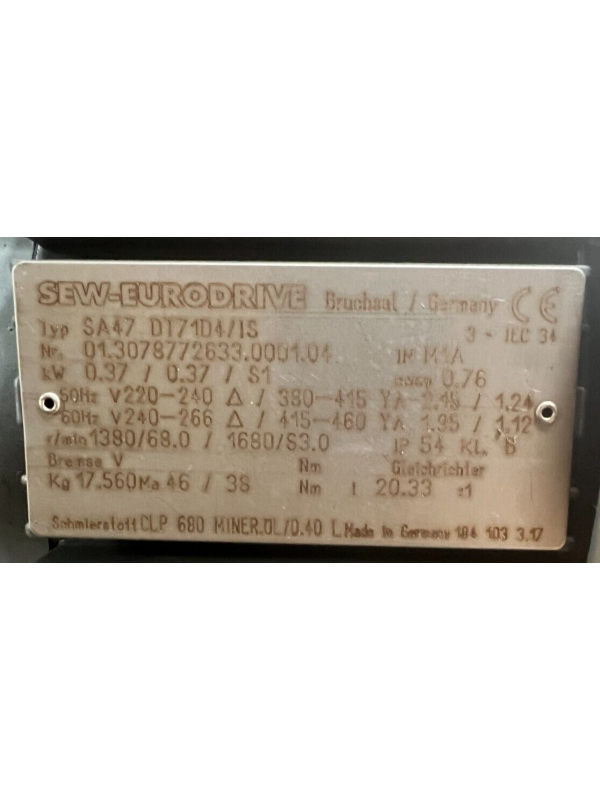 SEW-EURODRIVE Bruchsal / Germany CE
Typ SA47 DT71D4/IS 3 ~ IEC 34
Nr. 01.3078772633.0001.04 IM M1A
kW 0.37 / 0.37 / S1 cosφ 0.76
50Hz V220-240 Δ / 380-415 Y A 2.15 / 1.24
60Hz V240-266 Δ / 415-460 Y A 1.95 / 1.12
r/min 1380/68.0 / 1680/83.0 IP 54 KL. B
Bremse V Nm Gleichrichter
Kg 17.560 Ma 46 / 38 Nm i 20.33 :1
Schmierstoff CLP 680 MINER.ÖL/0.40 L Made in Germany 184 103 3.17